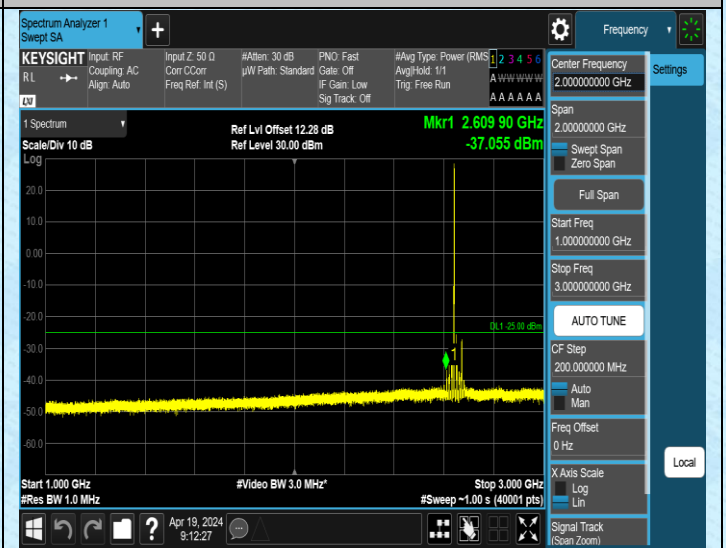 Spectrum Analyzer 1
Swept SA
+
Frequency
KEYSIGHT
RL
LXI
Input: RF
Coupling: AC
Align: Auto
Input Z: 50 Ω
Corr CCorr
Freq Ref: Int (S)
#Atten: 30 dB
µW Path: Standard
PNO: Fast
Gate: Off
IF Gain: Low
Sig Track: Off
#Avg Type: Power (RMS
Avg|Hold: 1/1
Trig: Free Run
1 2 3 4 5 6
A W W W W W
A A A A A A
1 Spectrum
Scale/Div 10 dB
Ref Lvl Offset 12.28 dB
Ref Level 30.00 dBm
Mkr1 2.609 90 GHz
-37.055 dBm
Log
20.0
10.0
0.00
-10.0
-20.0
-30.0
-40.0
-50.0
-60.0
DL1 -25.00 dBm
1
Start 1.000 GHz
#Res BW 1.0 MHz
#Video BW 3.0 MHz*
Stop 3.000 GHz
#Sweep ~1.00 s (40001 pts)
Center Frequency
2.000000000 GHz
Span
2.00000000 GHz
Swept Span
Zero Span
Full Span
Start Freq
1.000000000 GHz
Stop Freq
3.000000000 GHz
AUTO TUNE
CF Step
200.000000 MHz
Auto
Man
Freq Offset
0 Hz
X Axis Scale
Log
Lin
Signal Track
(Span Zoom)
Settings
Local
?
Apr 19, 2024
9:12:27